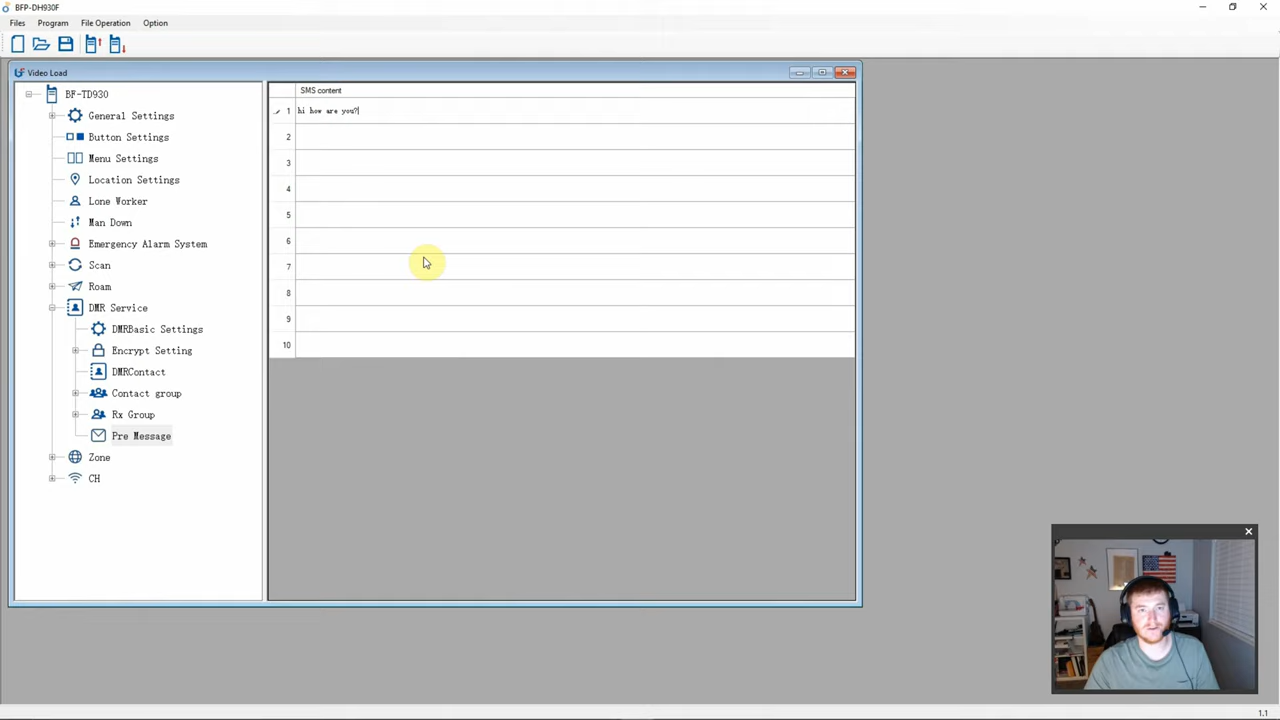 BFP-DH930F
Files Program File Operation Option
Video Load
BF-TD930
General Settings
Button Settings
Menu Settings
Location Settings
Lone Worker
Man Down
Emergency Alarm System
Scan
Roam
DMR Service
DMRBasic Settings
Encrypt Setting
DMRContact
Contact group
Rx Group
Pre Message
Zone
CH
SMS content
1 hi how are you?
2
3
4
5
6
7
8
9
10
1.1